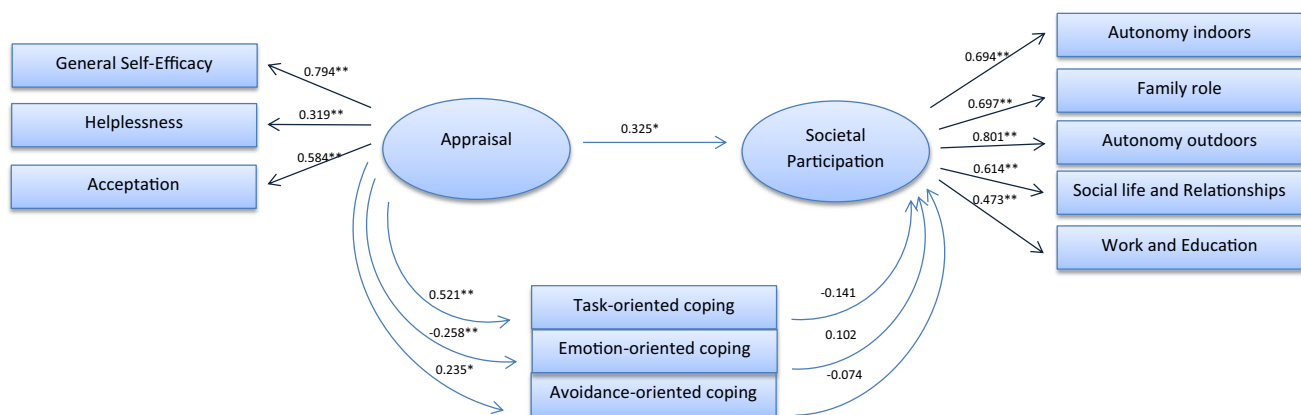 General Self-Efficacy
Helplessness
Acceptation
0.794**
0.319**
0.584**
Appraisal
0.325*
Societal
Participation
0.694**
0.697**
0.801**
0.614**
0.473**
Autonomy indoors
Family role
Autonomy outdoors
Social life and Relationships
Work and Education
0.521**
-0.258**
0.235*
Task-oriented coping
Emotion-oriented coping
Avoidance-oriented coping
-0.141
0.102
-0.074